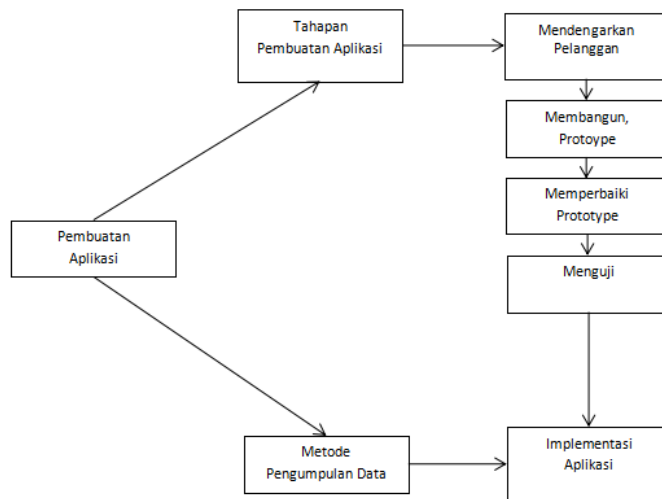 Tahapan
Pembuatan Aplikasi
Mendengarkan
Pelanggan
Membangun,
Protoype
Memperbaiki
Prototype
Pembuatan
Aplikasi
Menguji
Metode
Pengumpulan Data
Implementasi
Aplikasi